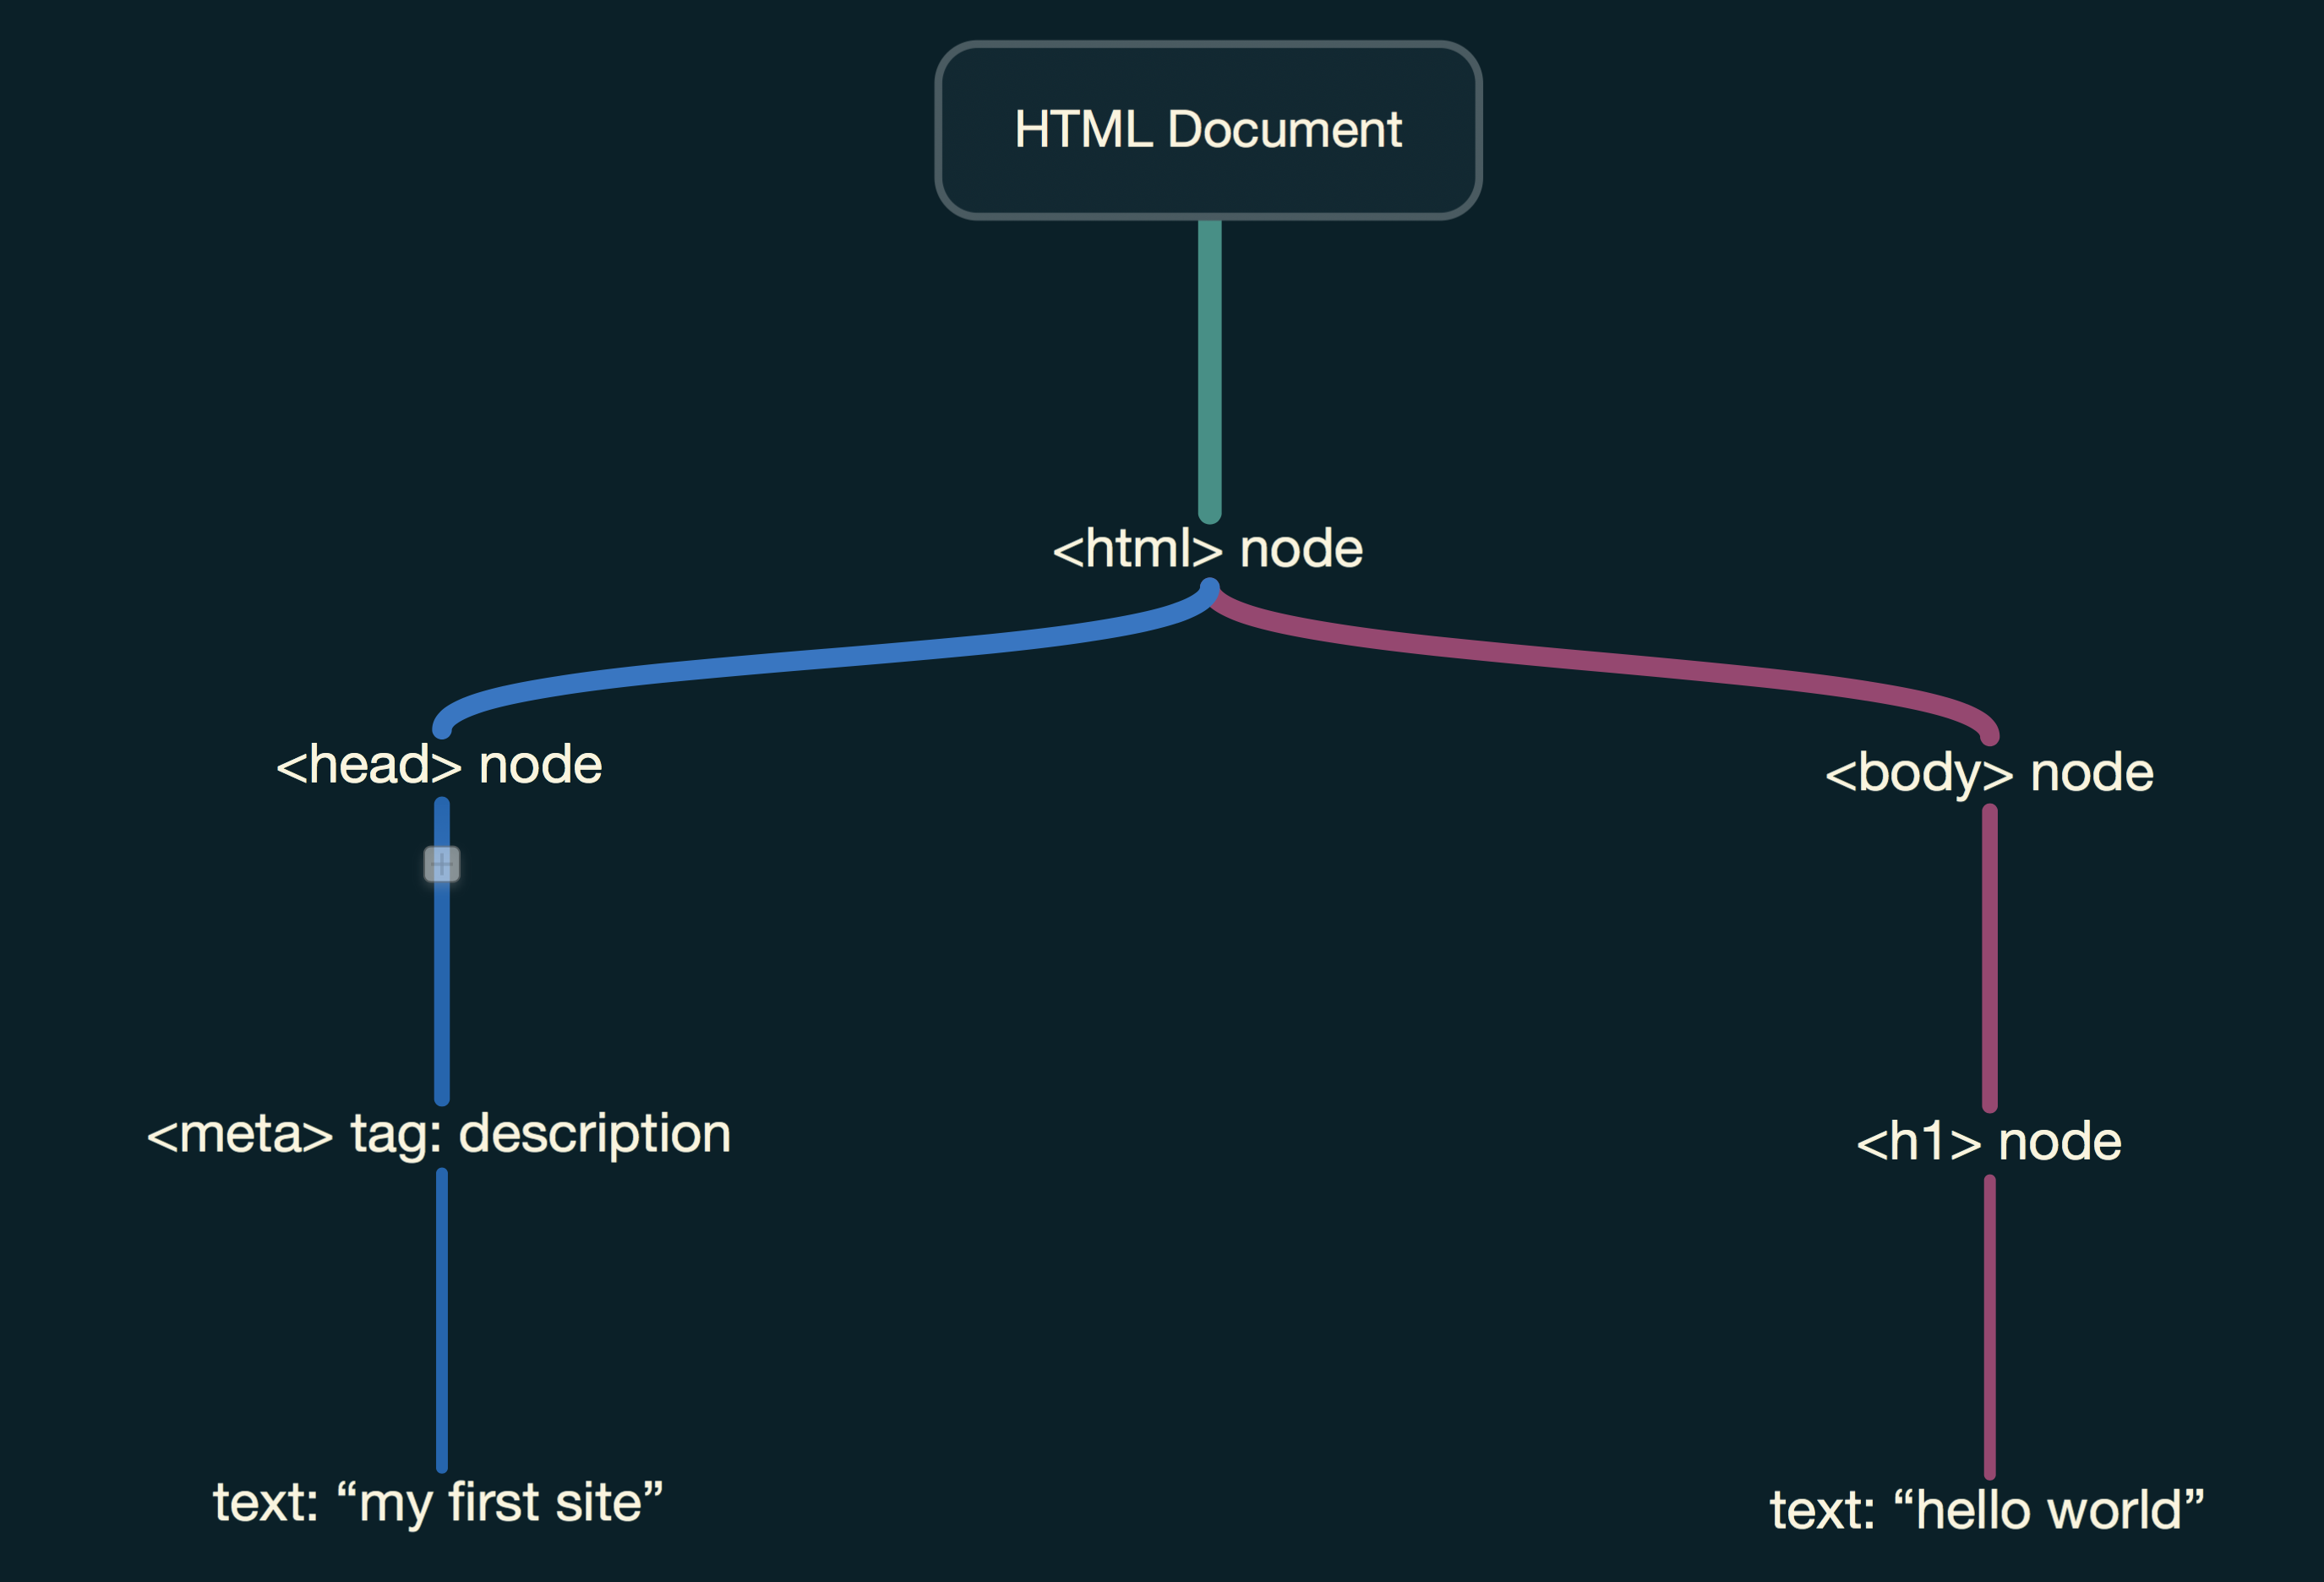 HTML Document
<html> node
<head> node
<body> node
<meta> tag: description
<h1> node
text: “my first site”
text: “hello world”